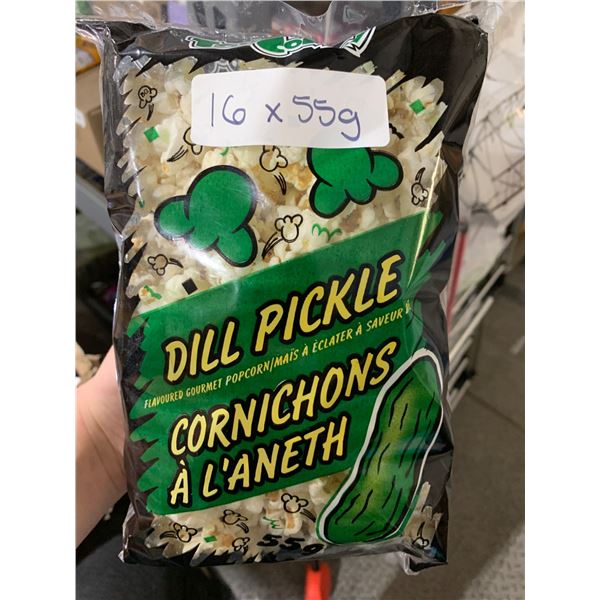 16 x 55g
DILL PICKLE
FLAVOURED GOURMET POPCORN/MAÏS À ÉCLATER À SAVEUR
CORNICHONS
À L'ANETH
55g